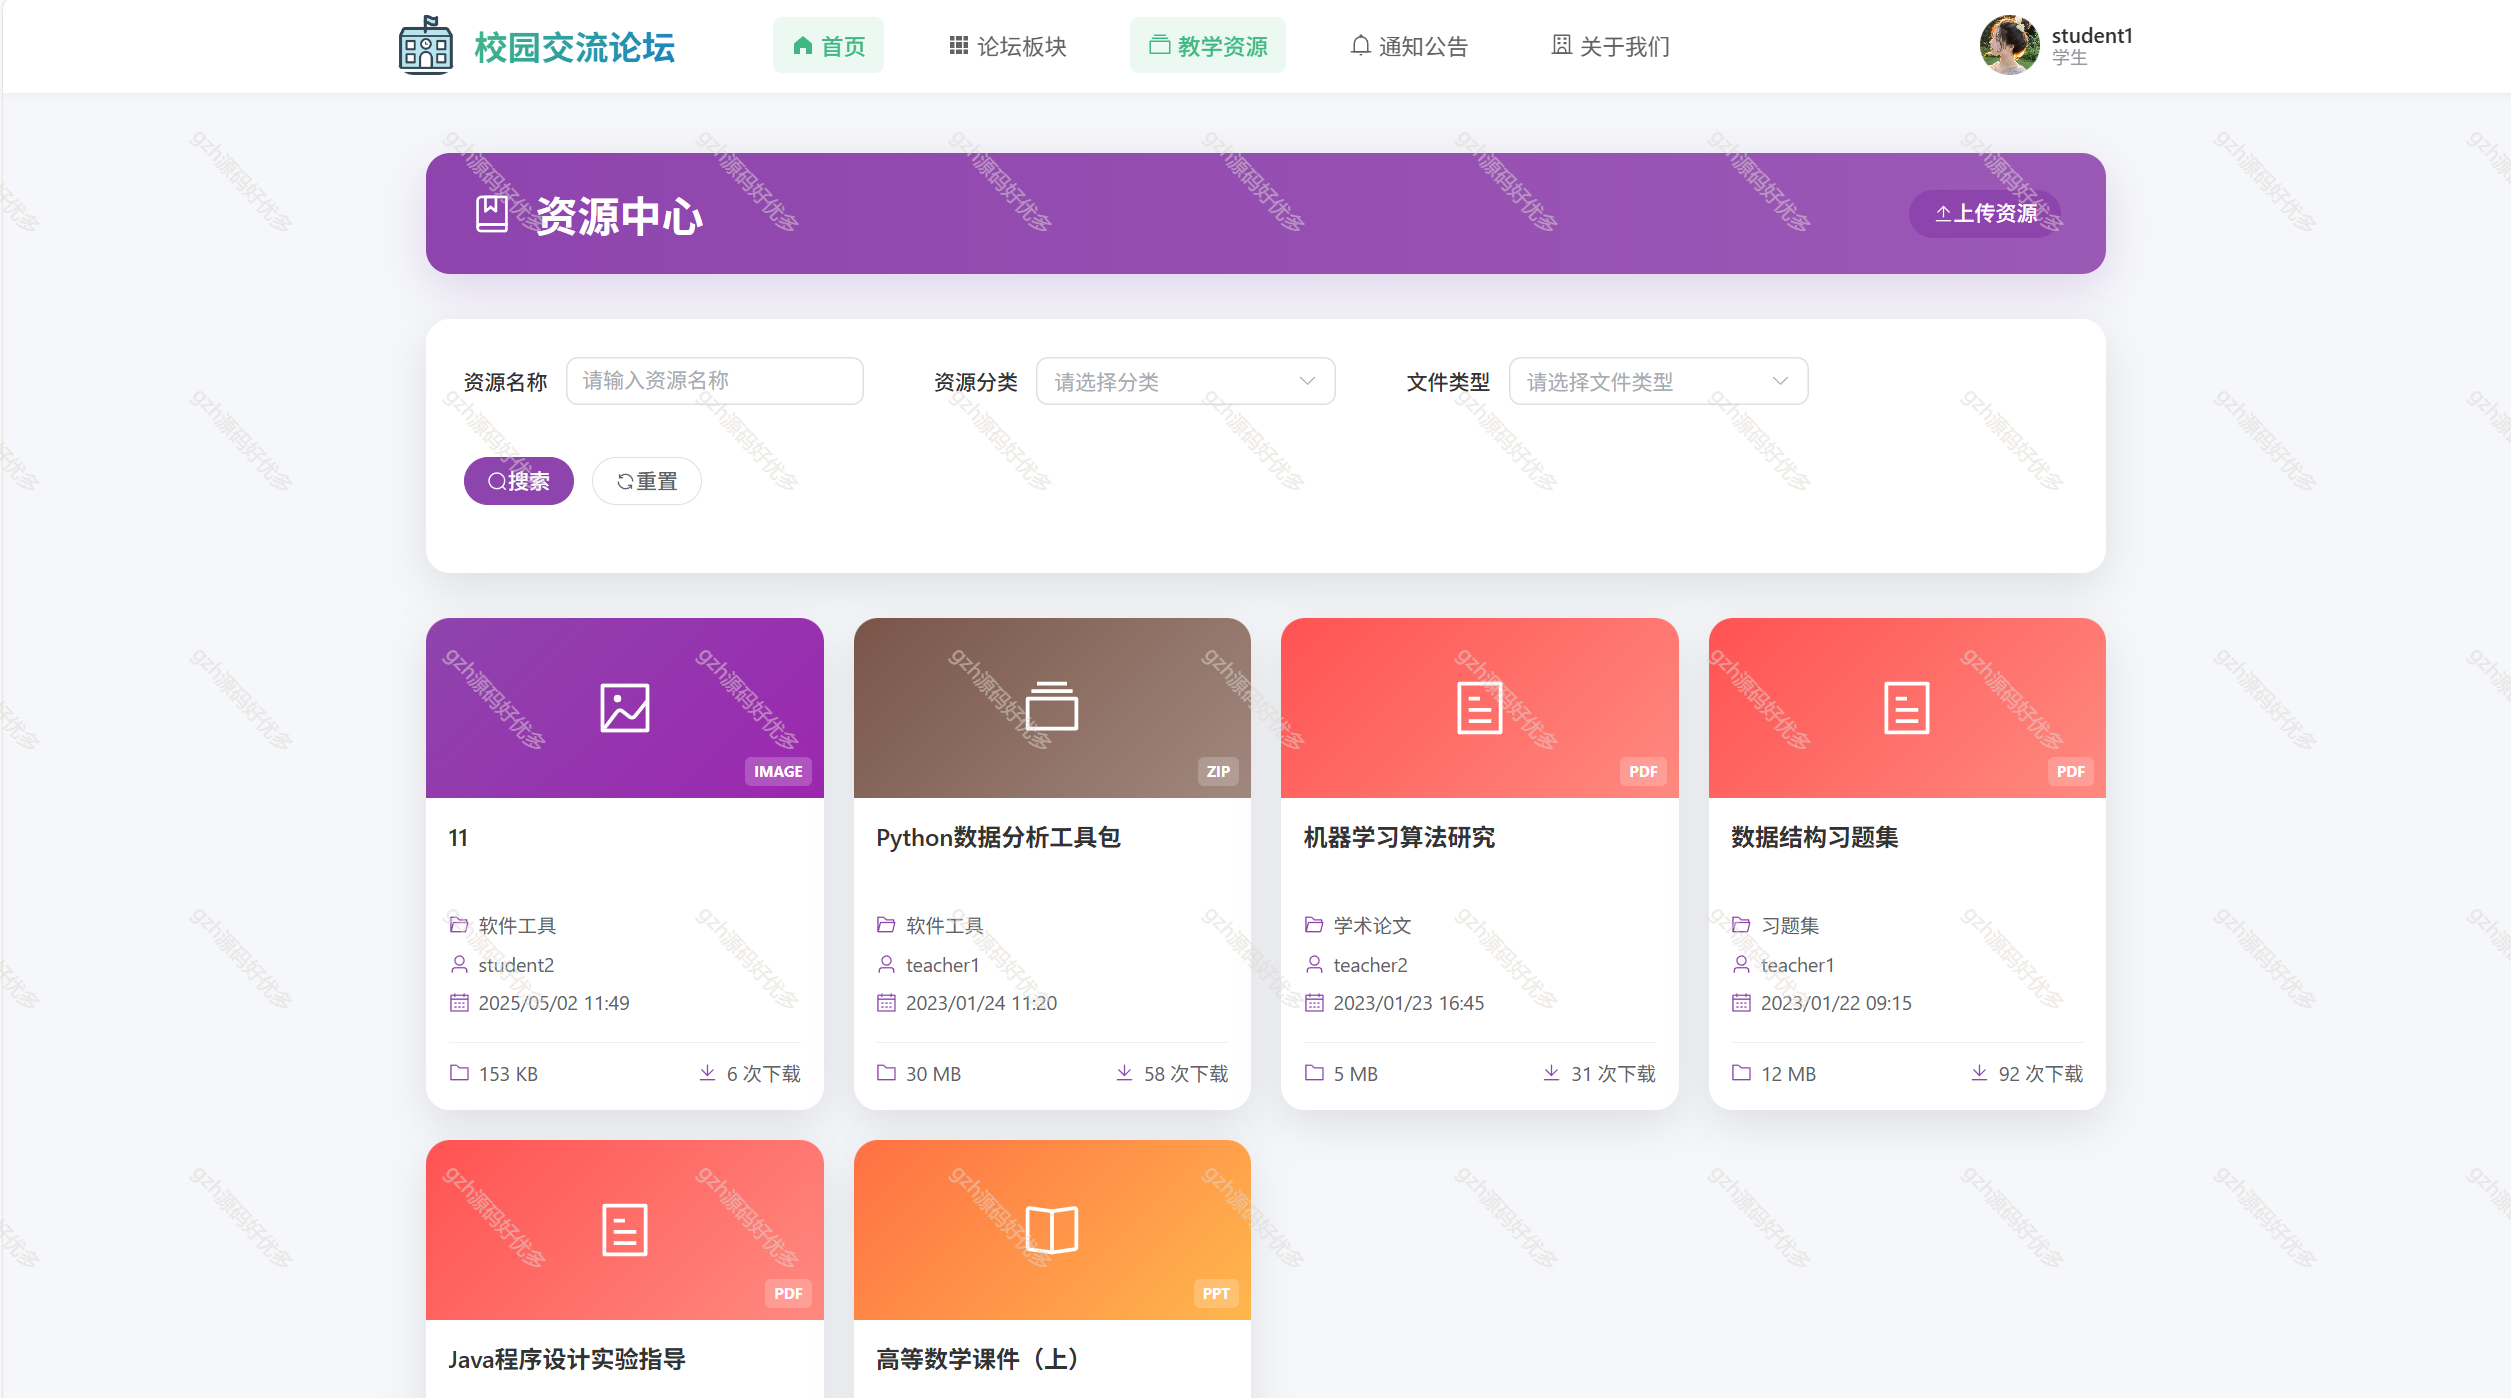 校园交流论坛
首页
论坛板块
教学资源
通知公告
关于我们
student1
学生
资源中心
上传资源
资源名称
请输入资源名称
资源分类
请选择分类
文件类型
请选择文件类型
搜索
重置
IMAGE
11
软件工具
student2
2025/05/02 11:49
153 KB
6 次下载
ZIP
Python数据分析工具包
软件工具
teacher1
2023/01/24 11:20
30 MB
58 次下载
PDF
机器学习算法研究
学术论文
teacher2
2023/01/23 16:45
5 MB
31 次下载
PDF
数据结构习题集
习题集
teacher1
2023/01/22 09:15
12 MB
92 次下载
PDF
Java程序设计实验指导
PPT
高等数学课件（上）
gzh源码好优多